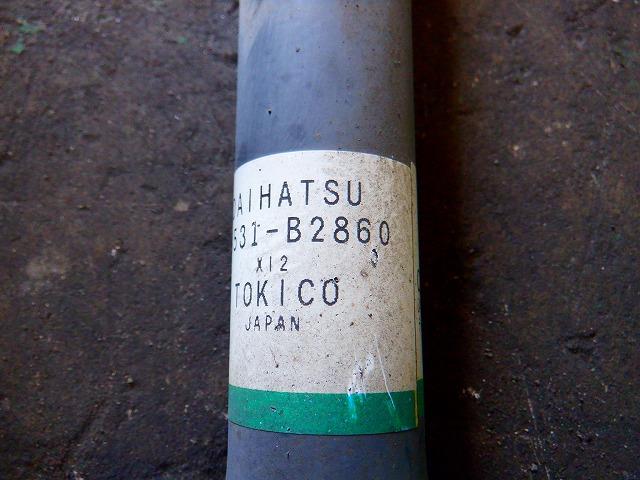 DAIHATSU
531-B2860
X12
TOKICO
JAPAN